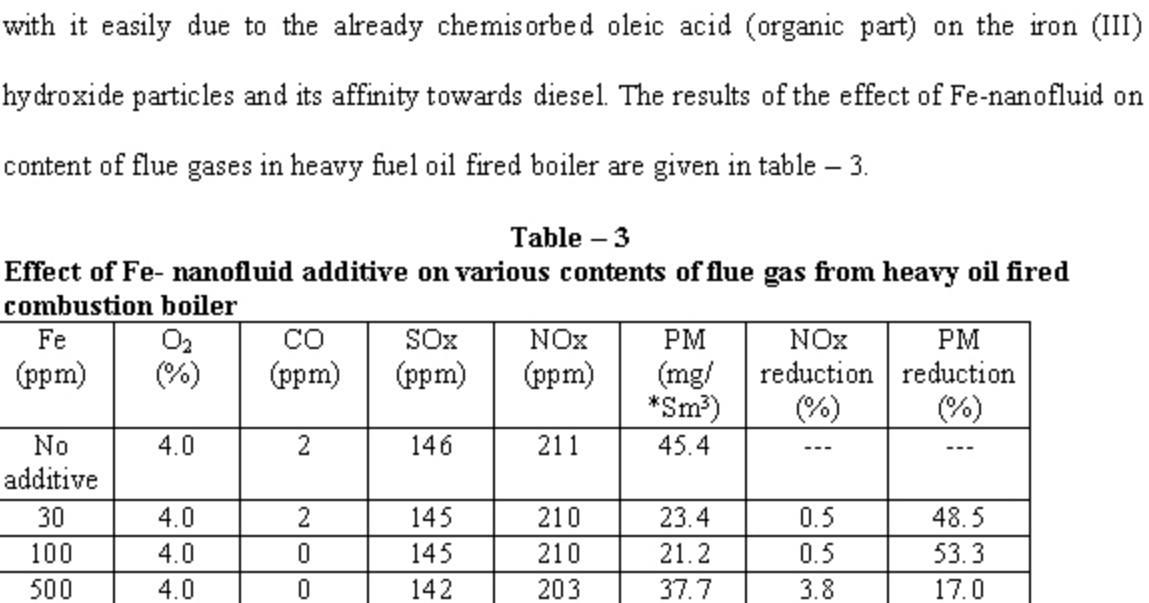 with it easily due to the already chemisorbed oleic acid (organic part) on the iron (III)
hydroxide particles and its affinity towards diesel. The results of the effect of Fe-nanofluid on
content of flue gases in heavy fuel oil fired boiler are given in table – 3.
Table – 3
Effect of Fe- nanofluid additive on various contents of flue gas from heavy oil fired
combustion boiler
Fe (ppm) O₂ (%) CO (ppm) SOx (ppm) NOx (ppm) PM (mg/ *Sm³) NOx reduction (%) PM reduction (%)
No additive 4.0 2 146 211 45.4 --- ---
30 4.0 2 145 210 23.4 0.5 48.5
100 4.0 0 145 210 21.2 0.5 53.3
500 4.0 0 142 203 37.7 3.8 17.0